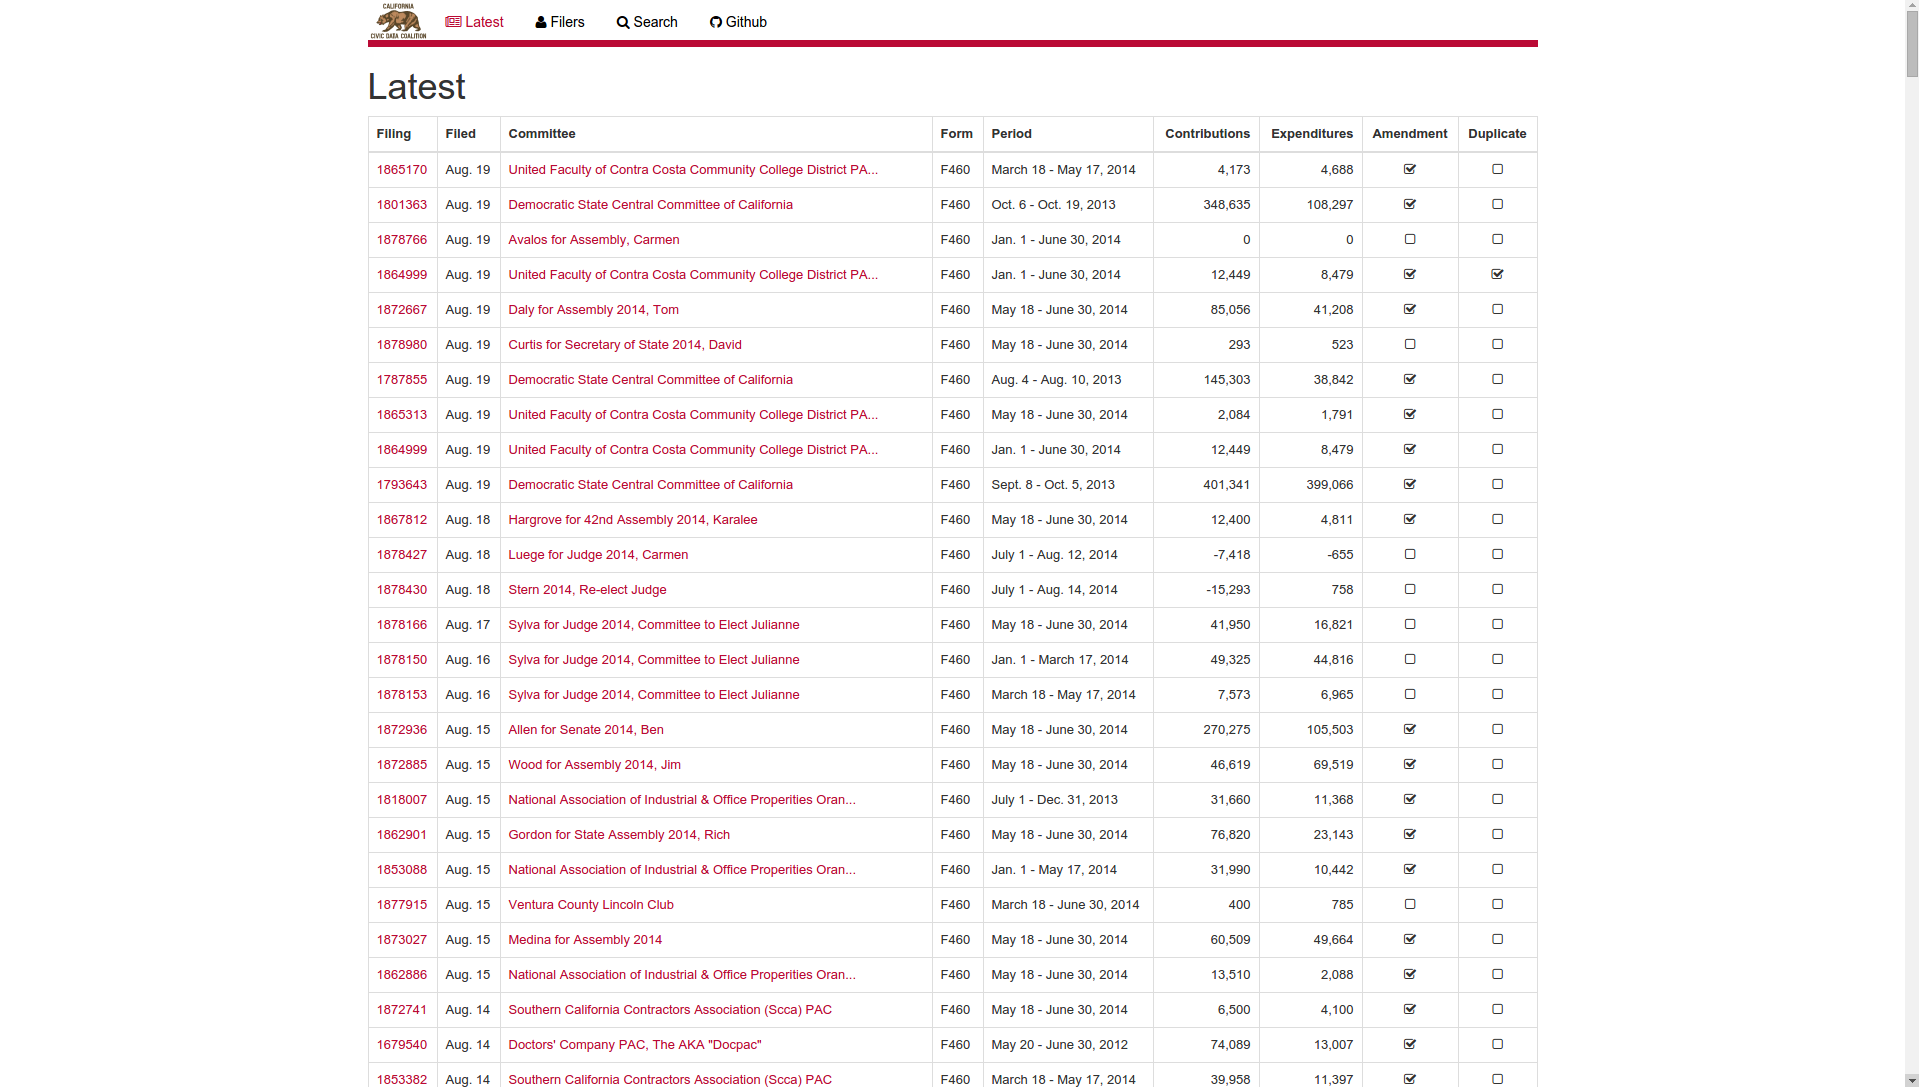 CALIFORNIA
CIVIC DATA COALITION
Latest Filers Search Github
Latest
Filing Filed Committee Form Period Contributions Expenditures Amendment Duplicate
1865170 Aug. 19 United Faculty of Contra Costa Community College District PA... F460 March 18 - May 17, 2014 4,173 4,688
1801363 Aug. 19 Democratic State Central Committee of California F460 Oct. 6 - Oct. 19, 2013 348,635 108,297
1878766 Aug. 19 Avalos for Assembly, Carmen F460 Jan. 1 - June 30, 2014 0 0
1864999 Aug. 19 United Faculty of Contra Costa Community College District PA... F460 Jan. 1 - June 30, 2014 12,449 8,479
1872667 Aug. 19 Daly for Assembly 2014, Tom F460 May 18 - June 30, 2014 85,056 41,208
1878980 Aug. 19 Curtis for Secretary of State 2014, David F460 May 18 - June 30, 2014 293 523
1787855 Aug. 19 Democratic State Central Committee of California F460 Aug. 4 - Aug. 10, 2013 145,303 38,842
1865313 Aug. 19 United Faculty of Contra Costa Community College District PA... F460 May 18 - June 30, 2014 2,084 1,791
1864999 Aug. 19 United Faculty of Contra Costa Community College District PA... F460 Jan. 1 - June 30, 2014 12,449 8,479
1793643 Aug. 19 Democratic State Central Committee of California F460 Sept. 8 - Oct. 5, 2013 401,341 399,066
1867812 Aug. 18 Hargrove for 42nd Assembly 2014, Karalee F460 May 18 - June 30, 2014 12,400 4,811
1878427 Aug. 18 Luege for Judge 2014, Carmen F460 July 1 - Aug. 12, 2014 -7,418 -655
1878430 Aug. 18 Stern 2014, Re-elect Judge F460 July 1 - Aug. 14, 2014 -15,293 758
1878166 Aug. 17 Sylva for Judge 2014, Committee to Elect Julianne F460 May 18 - June 30, 2014 41,950 16,821
1878150 Aug. 16 Sylva for Judge 2014, Committee to Elect Julianne F460 Jan. 1 - March 17, 2014 49,325 44,816
1878153 Aug. 16 Sylva for Judge 2014, Committee to Elect Julianne F460 March 18 - May 17, 2014 7,573 6,965
1872936 Aug. 15 Allen for Senate 2014, Ben F460 May 18 - June 30, 2014 270,275 105,503
1872885 Aug. 15 Wood for Assembly 2014, Jim F460 May 18 - June 30, 2014 46,619 69,519
1818007 Aug. 15 National Association of Industrial & Office Properities Oran... F460 July 1 - Dec. 31, 2013 31,660 11,368
1862901 Aug. 15 Gordon for State Assembly 2014, Rich F460 May 18 - June 30, 2014 76,820 23,143
1853088 Aug. 15 National Association of Industrial & Office Properities Oran... F460 Jan. 1 - May 17, 2014 31,990 10,442
1877915 Aug. 15 Ventura County Lincoln Club F460 March 18 - June 30, 2014 400 785
1873027 Aug. 15 Medina for Assembly 2014 F460 May 18 - June 30, 2014 60,509 49,664
1862886 Aug. 15 National Association of Industrial & Office Properities Oran... F460 May 18 - June 30, 2014 13,510 2,088
1872741 Aug. 14 Southern California Contractors Association (Scca) PAC F460 May 18 - June 30, 2014 6,500 4,100
1679540 Aug. 14 Doctors' Company PAC, The AKA "Docpac" F460 May 20 - June 30, 2012 74,089 13,007
1853382 Aug. 14 Southern California Contractors Association (Scca) PAC F460 March 18 - May 17, 2014 39,958 11,397